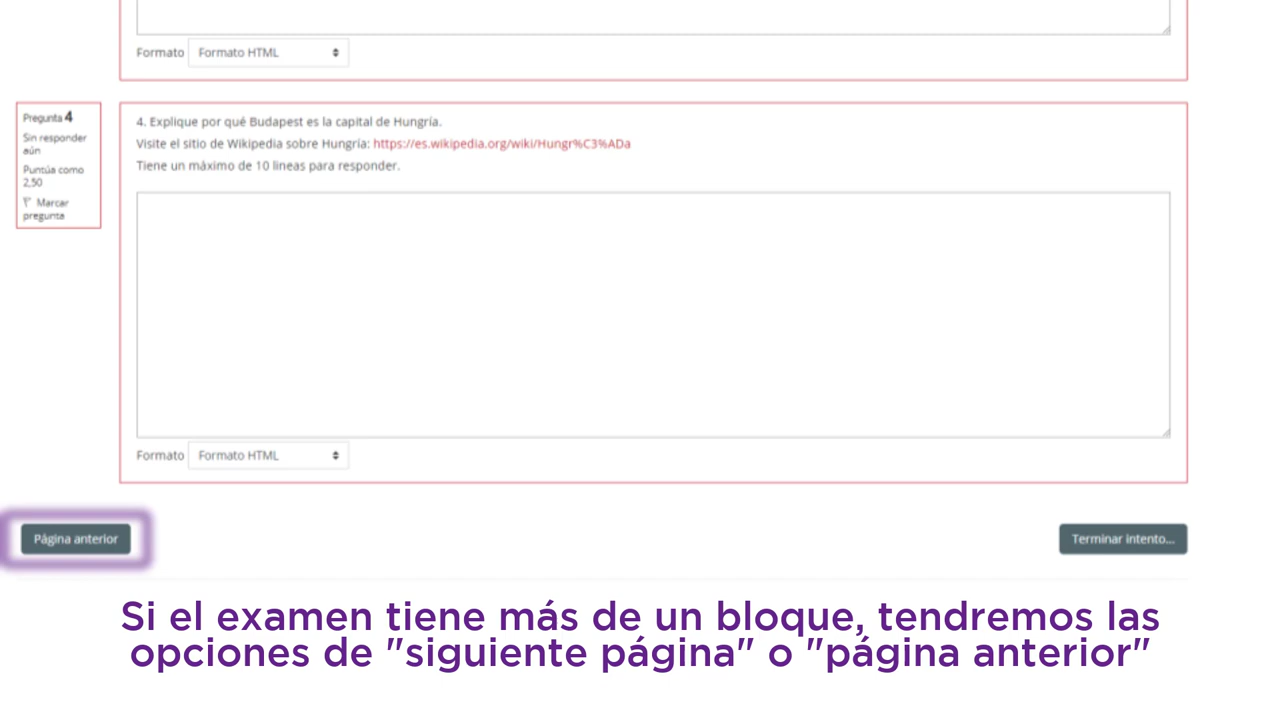 Formato Formato HTML
Pregunta 4
Sin responder
aún
Puntúa como
2,50
Marcar
pregunta
4. Explique por qué Budapest es la capital de Hungría.
Visite el sitio de Wikipedia sobre Hungría: https://es.wikipedia.org/wiki/Hungr%C3%ADa
Tiene un máximo de 10 líneas para responder.
Formato Formato HTML
Página anterior
Terminar intento...
Si el examen tiene más de un bloque, tendremos las
opciones de "siguiente página" o "página anterior"